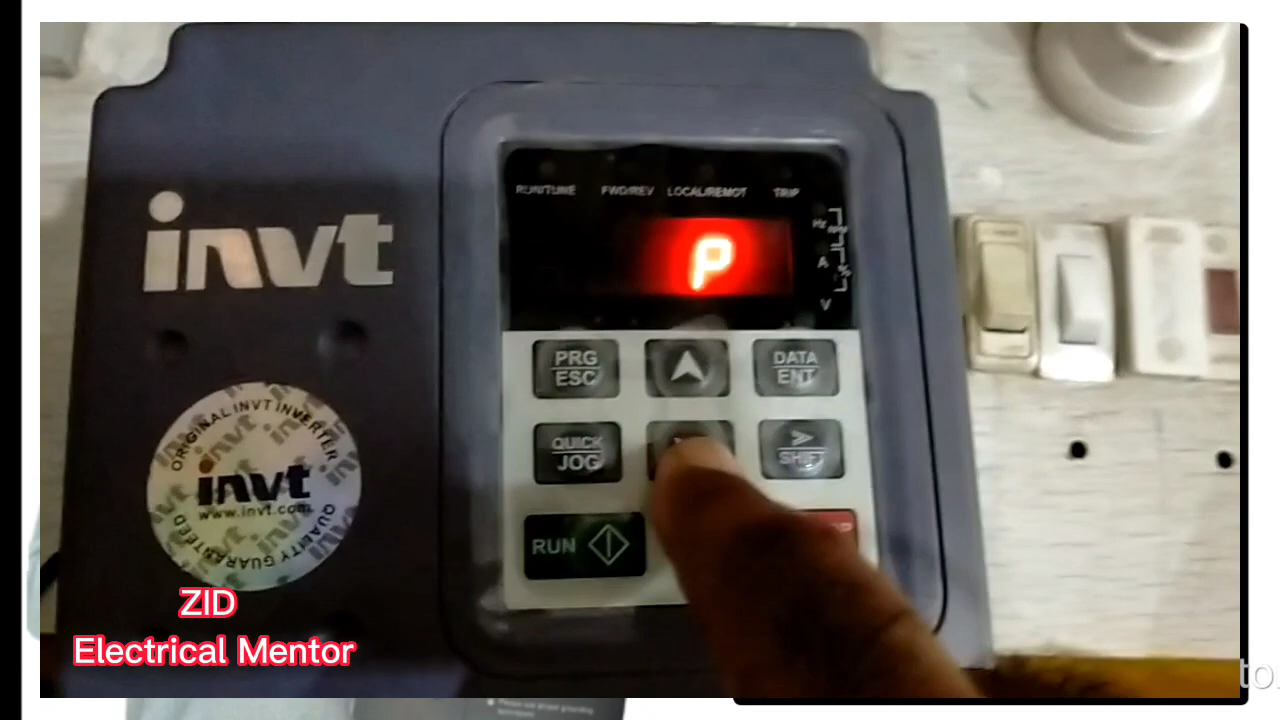 RUN/TUNE FWD/REV LOCAL/REMOT TRIP
Hz
RPM
A
%
V
P
invt
PRG
ESC
DATA
ENT
QUICK
JOG
>
SHIFT
RUN
ORIGINAL INVT INVERTER
invt
www.invt.com
QUALITY GUARANTEED
ZID
Electrical Mentor